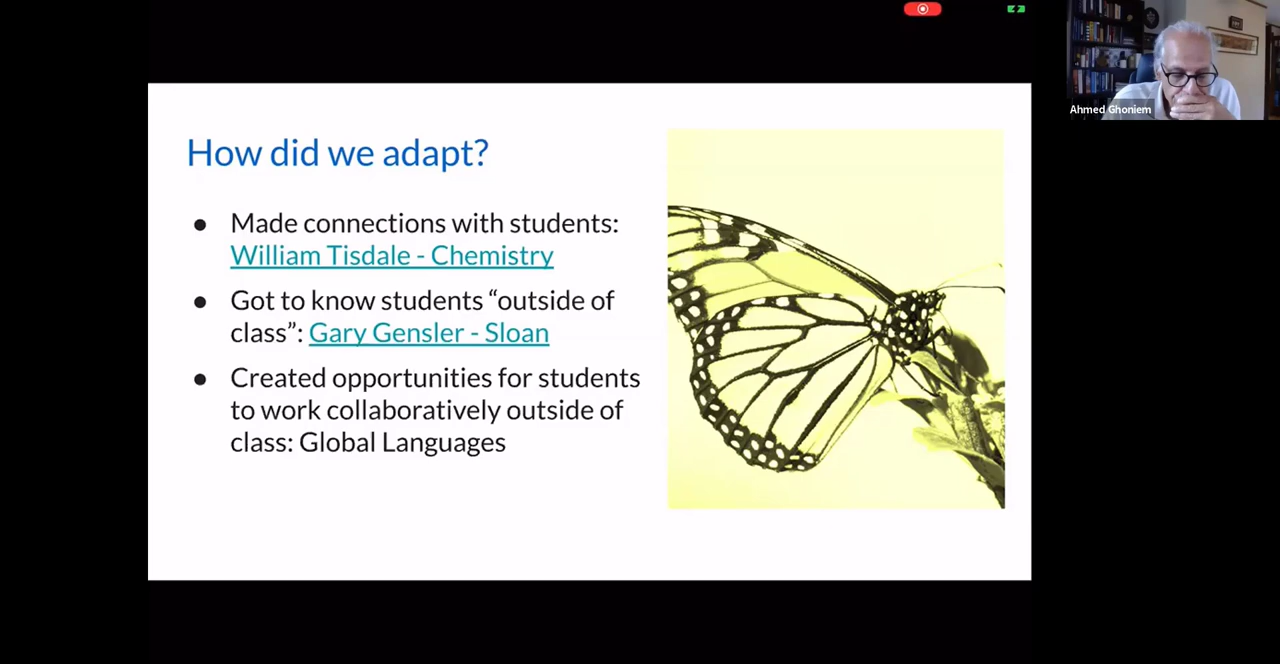 How did we adapt?
● Made connections with students:
William Tisdale - Chemistry
● Got to know students “outside of
class”: Gary Gensler - Sloan
● Created opportunities for students
to work collaboratively outside of
class: Global Languages
Ahmed Ghoniem